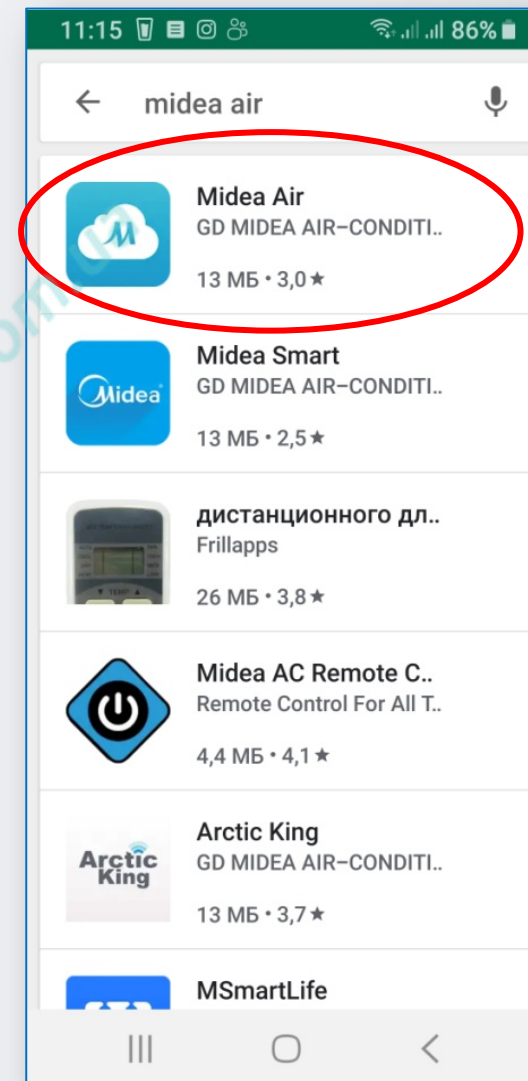 11:15
86%
midea air
Midea Air
GD MIDEA AIR-CONDITI..
13 МБ • 3,0 ★
Midea
Midea Smart
GD MIDEA AIR-CONDITI..
13 МБ • 2,5 ★
дистанционного дл..
Frillapps
26 МБ • 3,8 ★
▼ TEMP ▲
Midea AC Remote C..
Remote Control For All T..
4,4 МБ • 4,1 ★
Arctic
King
Arctic King
GD MIDEA AIR-CONDITI..
13 МБ • 3,7 ★
MSmartLife
om.ua